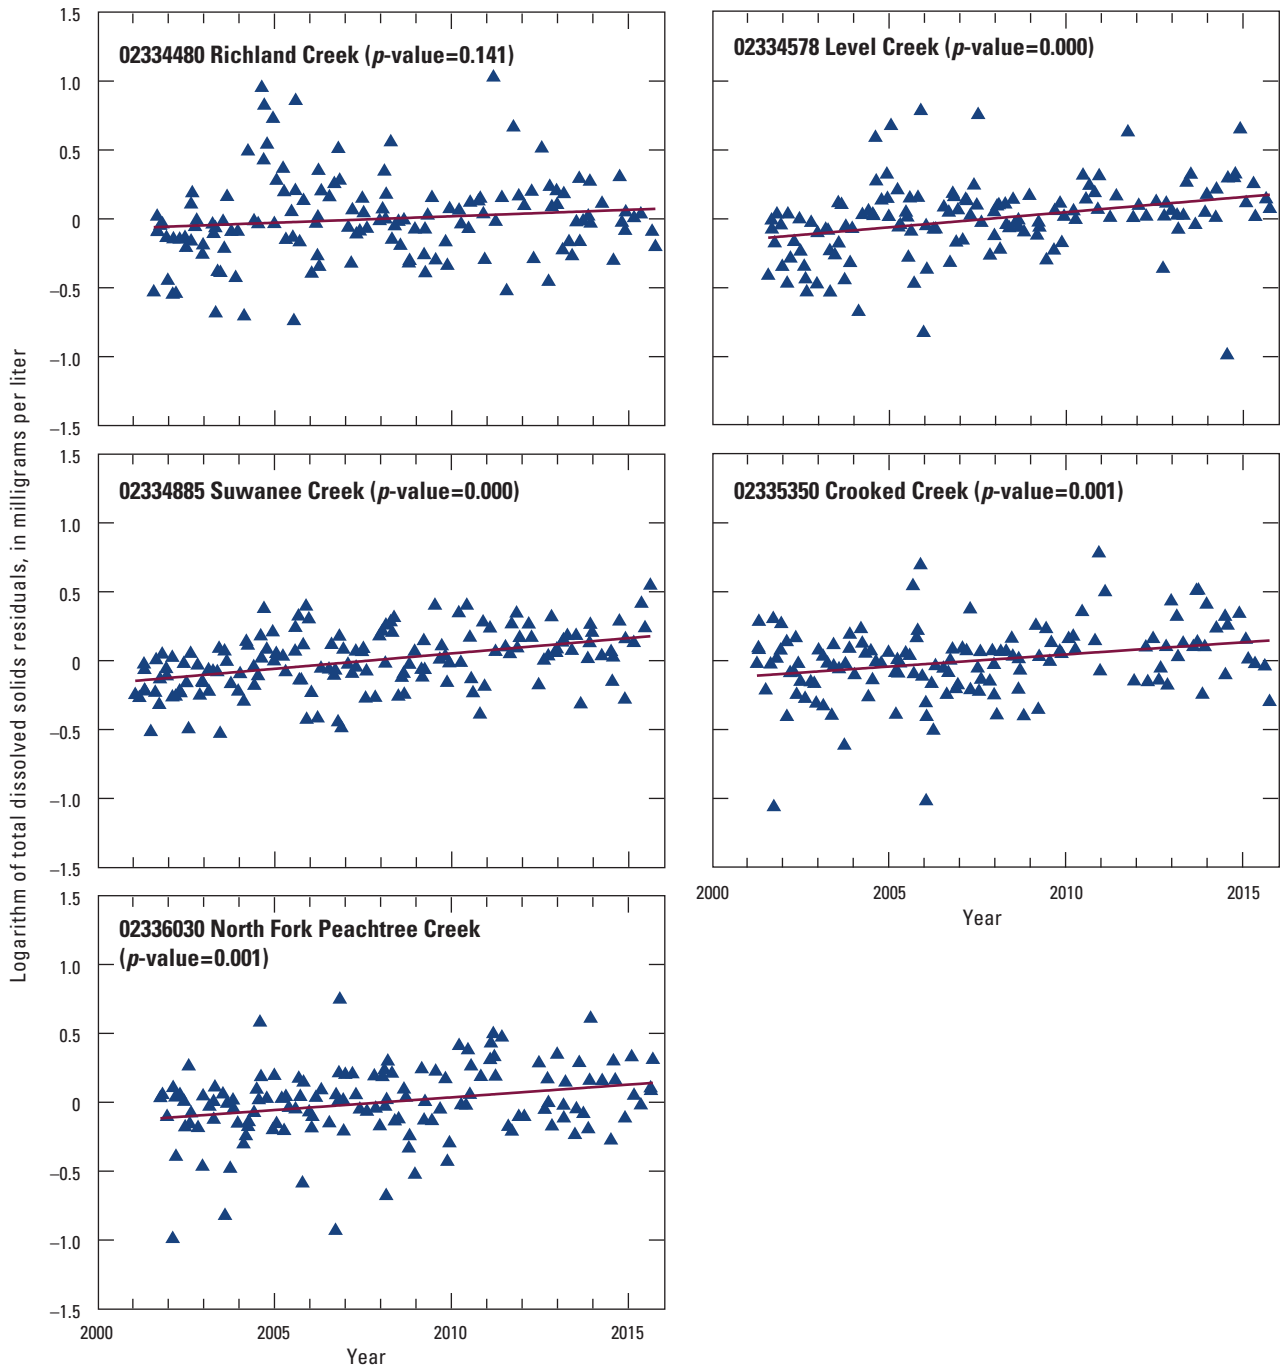 Logarithm of total dissolved solids residuals, in milligrams per liter
1.5
1.0
0.5
0
–0.5
–1.0
–1.5
02334480 Richland Creek (p-value=0.141)
02334578 Level Creek (p-value=0.000)
1.5
1.0
0.5
0
–0.5
–1.0
–1.5
02334885 Suwanee Creek (p-value=0.000)
02335350 Crooked Creek (p-value=0.001)
2000 2005 2010 2015
Year
1.5
1.0
0.5
0
–0.5
–1.0
–1.5
02336030 North Fork Peachtree Creek
(p-value=0.001)
2000 2005 2010 2015
Year